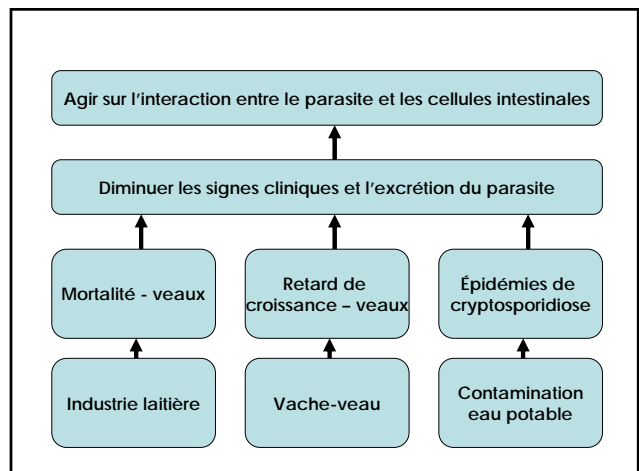 Agir sur l'interaction entre le parasite et les cellules intestinales
Diminuer les signes cliniques et l'excrétion du parasite
Mortalité - veaux
Retard de
croissance – veaux
Épidémies de
cryptosporidiose
Industrie laitière
Vache-veau
Contamination
eau potable